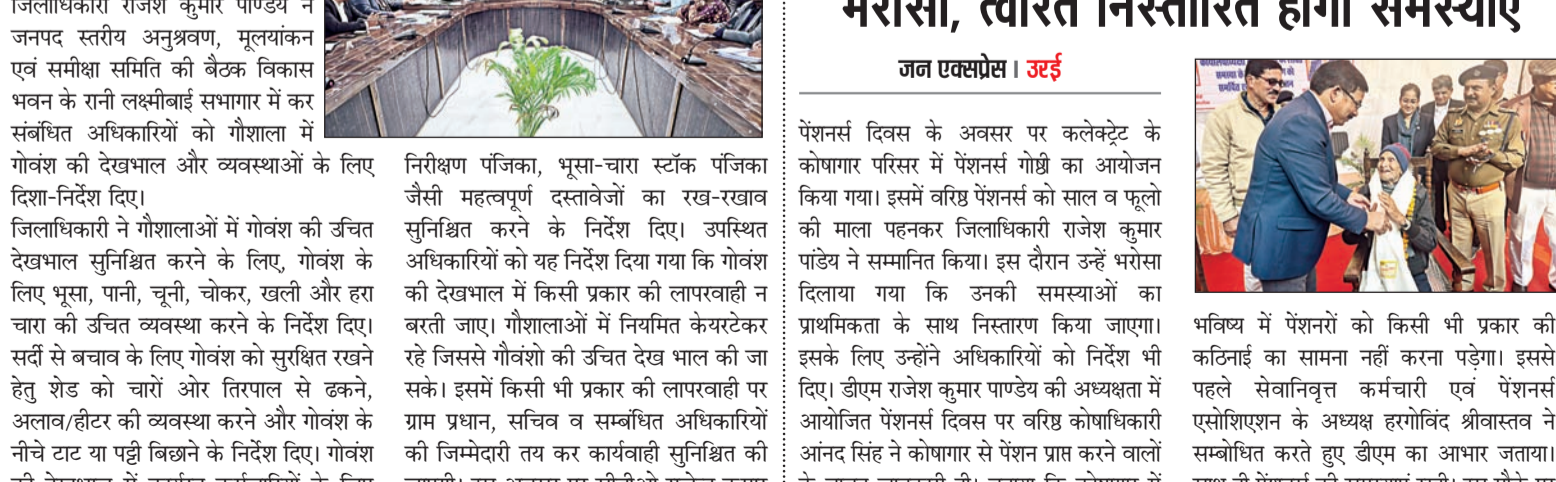 जिलाधिकारी राजेश कुमार पाण्डेय ने
जनपद स्तरीय अनुश्रवण, मूलयांकन
एवं समीक्षा समिति की बैठक विकास
भवन के रानी लक्ष्मीबाई सभागार में कर
संबंधित अधिकारियों को गौशाला में
गोवंश की देखभाल और व्यवस्थाओं के लिए
दिशा-निर्देश दिए।
जिलाधिकारी ने गौशालाओं में गोवंश की उचित
देखभाल सुनिश्चित करने के लिए, गोवंश के
लिए भूसा, पानी, चूनी, चोकर, खली और हरा
चारा की उचित व्यवस्था करने के निर्देश दिए।
सर्दी से बचाव के लिए गोवंश को सुरक्षित रखने
हेतु शेड को चारों ओर तिरपाल से ढकने,
अलाव/हीटर की व्यवस्था करने और गोवंश के
नीचे टाट या पट्टी बिछाने के निर्देश दिए। गोवंश
निरीक्षण पंजिका, भूसा-चारा स्टॉक पंजिका
जैसी महत्वपूर्ण दस्तावेजों का रख-रखाव
सुनिश्चित करने के निर्देश दिए। उपस्थित
अधिकारियों को यह निर्देश दिया गया कि गोवंश
की देखभाल में किसी प्रकार की लापरवाही न
बरती जाए। गौशालाओं में नियमित केयरटेकर
रहे जिससे गौवंशो की उचित देख भाल की जा
सके। इसमें किसी भी प्रकार की लापरवाही पर
ग्राम प्रधान, सचिव व सम्बंधित अधिकारियों
की जिम्मेदारी तय कर कार्यवाही सुनिश्चित की
भरोसा, त्वरित निस्तारित होंगी समस्याएं
जन एक्सप्रेस । उरई
पेंशनर्स दिवस के अवसर पर कलेक्ट्रेट के
कोषागार परिसर में पेंशनर्स गोष्ठी का आयोजन
किया गया। इसमें वरिष्ठ पेंशनर्स को साल व फूलो
की माला पहनकर जिलाधिकारी राजेश कुमार
पांडेय ने सम्मानित किया। इस दौरान उन्हें भरोसा
दिलाया गया कि उनकी समस्याओं का
प्राथमिकता के साथ निस्तारण किया जाएगा।
इसके लिए उन्होंने अधिकारियों को निर्देश भी
दिए। डीएम राजेश कुमार पाण्डेय की अध्यक्षता में
आयोजित पेंशनर्स दिवस पर वरिष्ठ कोषाधिकारी
आंनद सिंह ने कोषागार से पेंशन प्राप्त करने वालों
भविष्य में पेंशनरों को किसी भी प्रकार की
कठिनाई का सामना नहीं करना पड़ेगा। इससे
पहले सेवानिवृत्त कर्मचारी एवं पेंशनर्स
एसोशिएशन के अध्यक्ष हरगोविंद श्रीवास्तव ने
सम्बोधित करते हुए डीएम का आभार जताया।